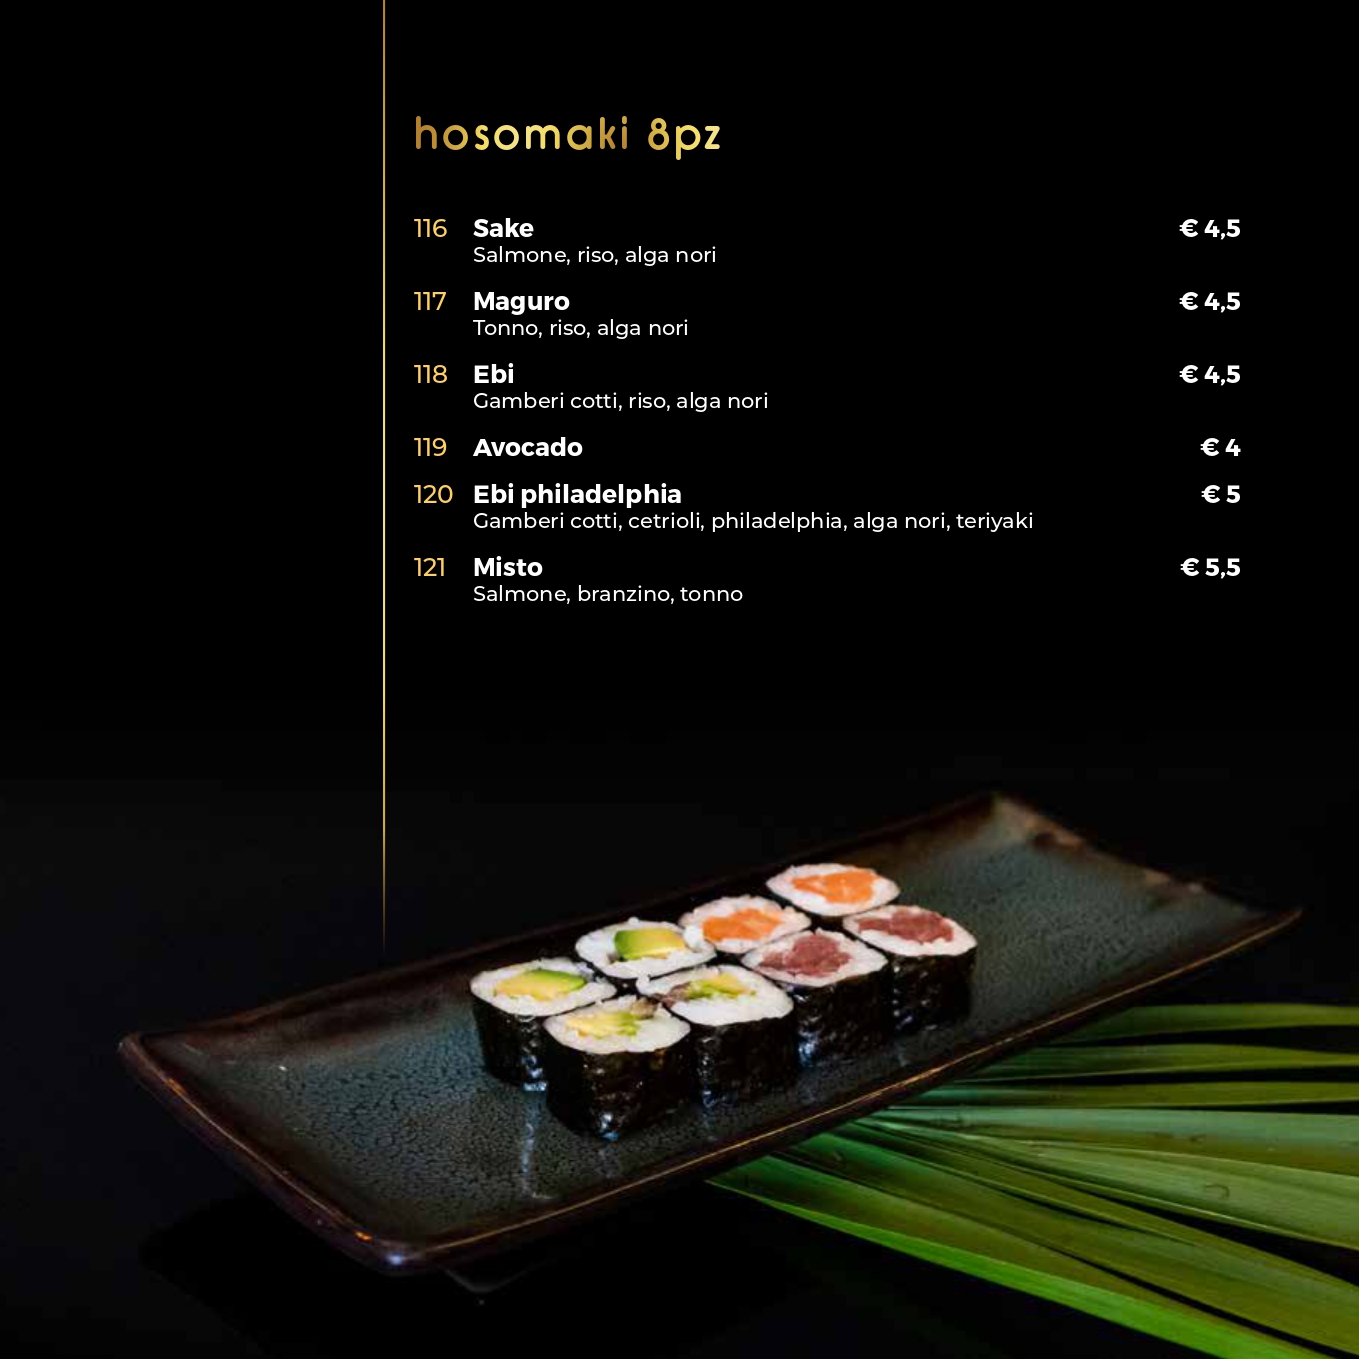 hosomaki 8pz
116 Sake € 4,5
Salmone, riso, alga nori
117 Maguro € 4,5
Tonno, riso, alga nori
118 Ebi € 4,5
Gamberi cotti, riso, alga nori
119 Avocado € 4
120 Ebi philadelphia € 5
Gamberi cotti, cetrioli, philadelphia, alga nori, teriyaki
121 Misto € 5,5
Salmone, branzino, tonno